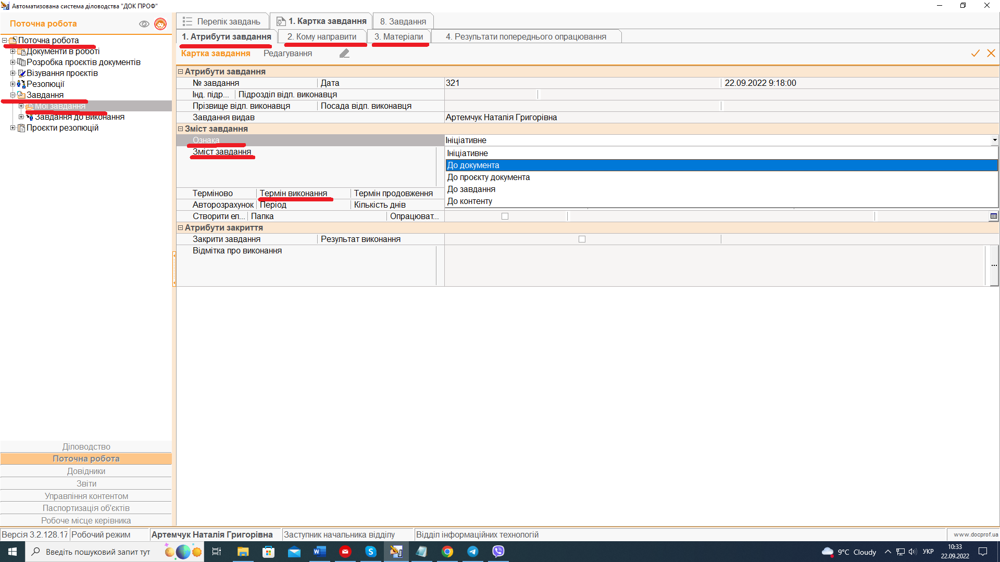 Автоматизована система діловодства "ДОК ПРОФ"
Поточна робота
Поточна робота
Документи в роботі
Розробка проєктів документів
Візування проєктів
Резолюції
Завдання
Мої завдання
Завдання до виконання
Проєкти резолюцій
Діловодство
Поточна робота
Довідники
Звіти
Управління контентом
Паспортизація об'єктів
Робоче місце керівника
Перелік завдань
1. Картка завдання
8. Завдання
1. Атрибути завдання
2. Кому направити
3. Матеріали
4. Результати попереднього опрацювання
Картка завдання Редагування
Атрибути завдання
№ завдання Дата 321 22.09.2022 9:18:00
Інд. підр... Підрозділ відп. виконавця
Прізвище відп. виконавця Посада відп. виконавця
Завдання видав Артемчук Наталія Григорівна
Зміст завдання
Ознака Ініціативне
Зміст завдання
Ініціативне
До документа
До проєкту документа
До завдання
До контенту
Терміново Термін виконання Термін продовження
Авторозрахунок Період Кількість днів
Створити ел... Папка Опрацюват...
Атрибути закриття
Закрити завдання Результат виконання
Відмітка про виконання
...
Версія 3.2.128.17 Робочий режим Артемчук Наталія Григорівна Заступник начальника відділу Відділ інформаційних технологій www.docprof.ua
Введіть пошуковий запит тут
9°C Cloudy
УКР
10:33
22.09.2022